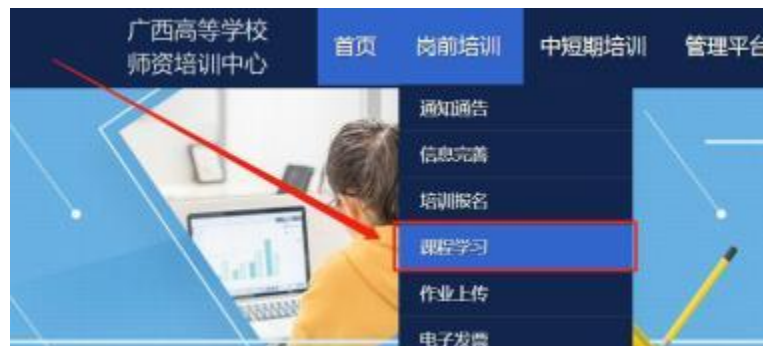 广西高等学校
师资培训中心
首页 岗前培训 中短期培训 管理平台
通知通告
信息完善
培训报名
课程学习
作业上传
电子发票